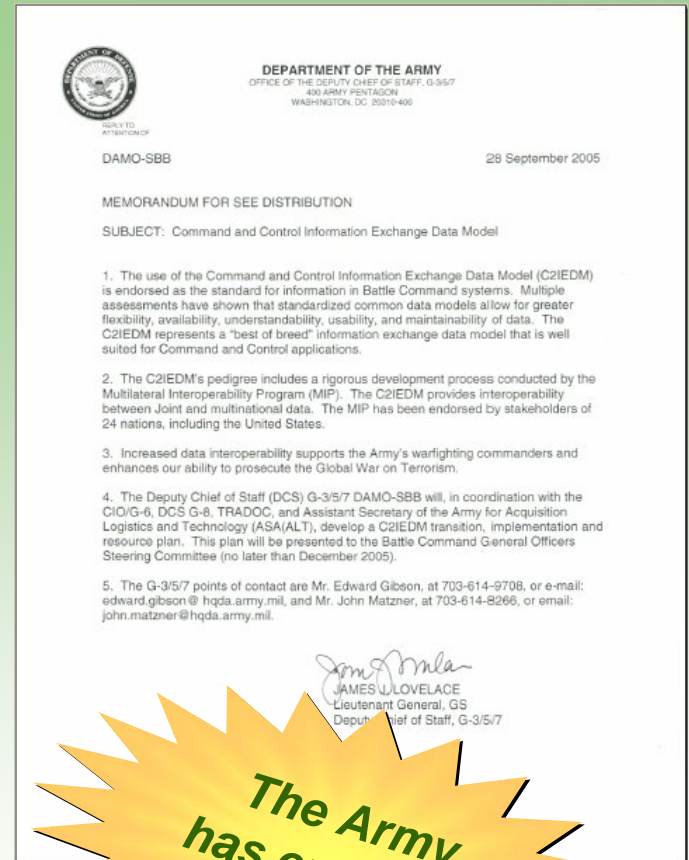 DEPARTMENT OF DEFENSE
UNITED STATES OF AMERICA
DEPARTMENT OF THE ARMY
OFFICE OF THE DEPUTY CHIEF OF STAFF, G-3/5/7
400 ARMY PENTAGON
WASHINGTON, DC 20310-400
REPLY TO
ATTENTION OF
DAMO-SBB 28 September 2005
MEMORANDUM FOR SEE DISTRIBUTION
SUBJECT: Command and Control Information Exchange Data Model
1. The use of the Command and Control Information Exchange Data Model (C2IEDM)
is endorsed as the standard for information in Battle Command systems. Multiple
assessments have shown that standardized common data models allow for greater
flexibility, availability, understandability, usability, and maintainability of data. The
C2IEDM represents a "best of breed" information exchange data model that is well
suited for Command and Control applications.
2. The C2IEDM's pedigree includes a rigorous development process conducted by the
Multilateral Interoperability Program (MIP). The C2IEDM provides interoperability
between Joint and multinational data. The MIP has been endorsed by stakeholders of
24 nations, including the United States.
3. Increased data interoperability supports the Army's warfighting commanders and
enhances our ability to prosecute the Global War on Terrorism.
4. The Deputy Chief of Staff (DCS) G-3/5/7 DAMO-SBB will, in coordination with the
CIO/G-6, DCS G-8, TRADOC, and Assistant Secretary of the Army for Acquisition
Logistics and Technology (ASA(ALT), develop a C2IEDM transition, implementation and
resource plan. This plan will be presented to the Battle Command General Officers
Steering Committee (no later than December 2005).
5. The G-3/5/7 points of contact are Mr. Edward Gibson, at 703-614-9708, or e-mail:
edward.gibson@ hqda.army.mil, and Mr. John Matzner, at 703-614-8266, or email:
john.matzner@hqda.army.mil.
JAMES J. LOVELACE
Lieutenant General, GS
Deputy Chief of Staff, G-3/5/7
The Army
has